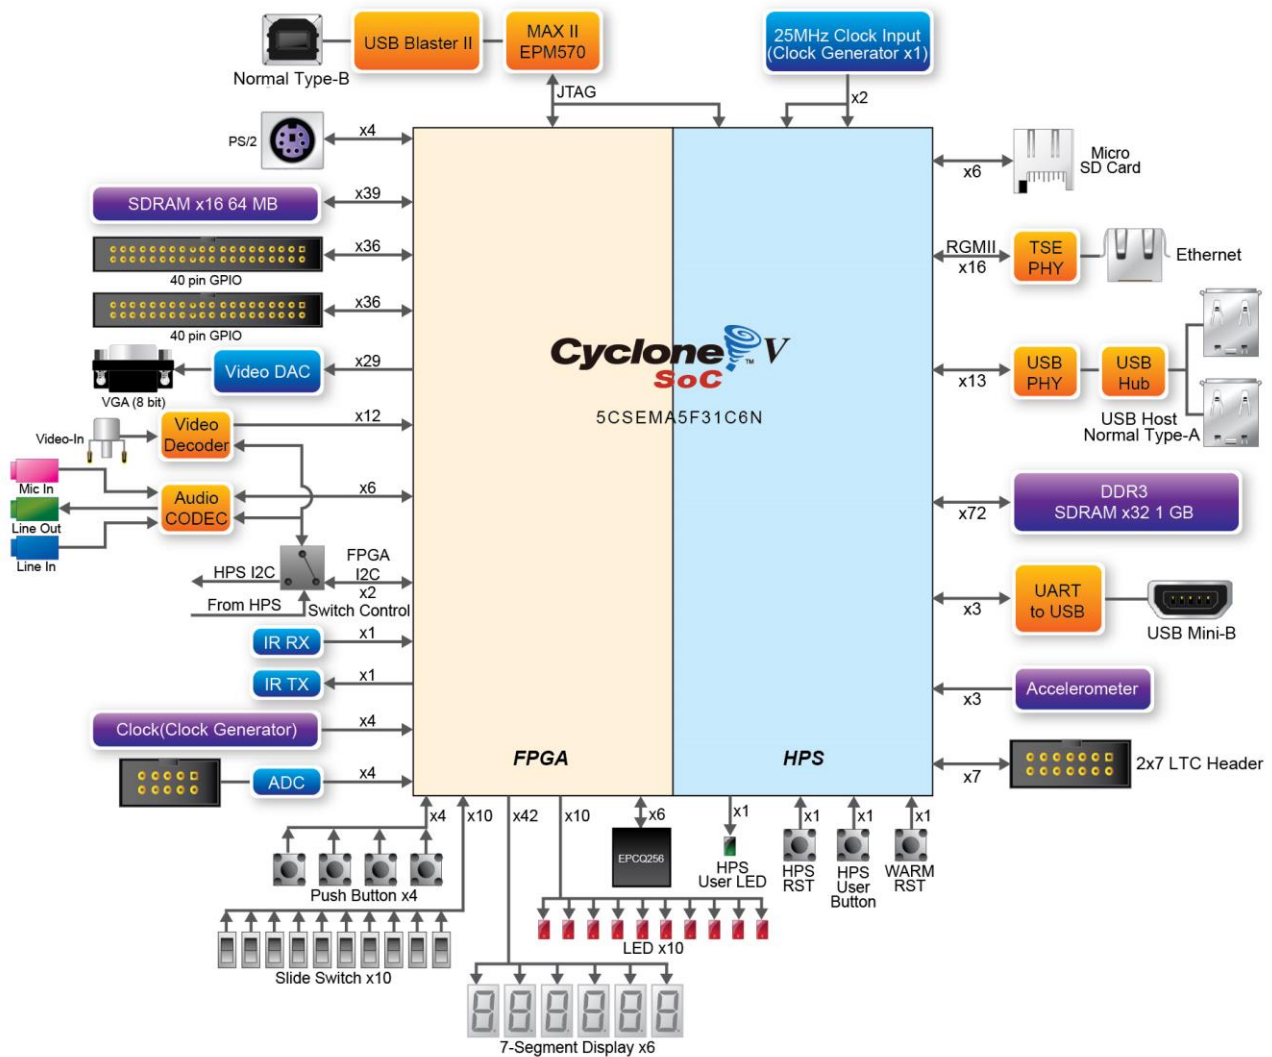 Normal Type-B
USB Blaster II
MAX II
EPM570
JTAG
25MHz Clock Input
(Clock Generator x1)
x2
PS/2
x4
SDRAM x16 64 MB
x39
x36
40 pin GPIO
x36
40 pin GPIO
VGA (8 bit)
Video DAC
x29
Video-In
Video
Decoder
x12
Mic In
Line Out
Line In
Audio
CODEC
x6
HPS I2C
From HPS
FPGA
I2C
x2
Switch Control
IR RX
x1
IR TX
x1
Clock(Clock Generator)
x4
ADC
x4
Cyclone V
TM
SoC
5CSEMA5F31C6N
FPGA
HPS
x6
Micro
SD Card
RGMII
x16
TSE
PHY
Ethernet
x13
USB
PHY
USB
Hub
USB Host
Normal Type-A
x72
DDR3
SDRAM x32 1 GB
x3
UART
to USB
USB Mini-B
x3
Accelerometer
x7
2x7 LTC Header
x4
Push Button x4
x10
Slide Switch x10
x42
7-Segment Display x6
x10
LED x10
x6
EPCQ256
x1
HPS
User LED
x1
HPS
RST
x1
HPS
User
Button
x1
WARM
RST